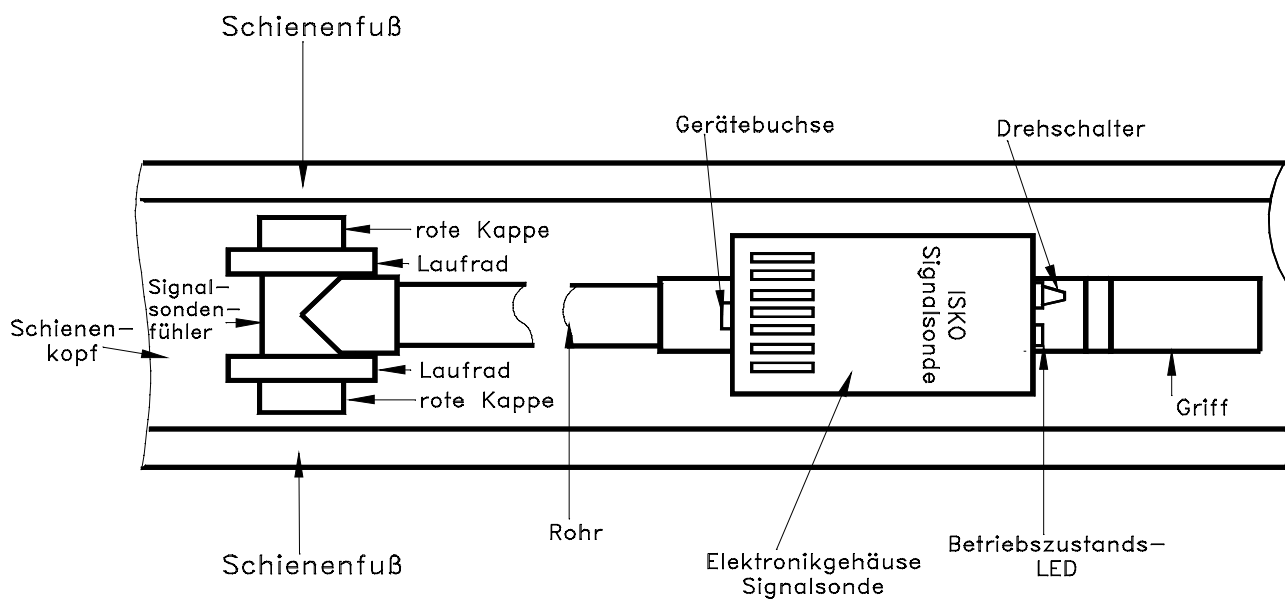 Schienenfuß
Gerätebuchse
Drehschalter
rote Kappe
Laufrad
Signal-
sonden-
fühler
Schienen-
kopf
ISKO
Signalsonde
Laufrad
rote Kappe
Griff
Rohr
Schienenfuß
Elektronikgehäuse
Signalsonde
Betriebszustands-
LED